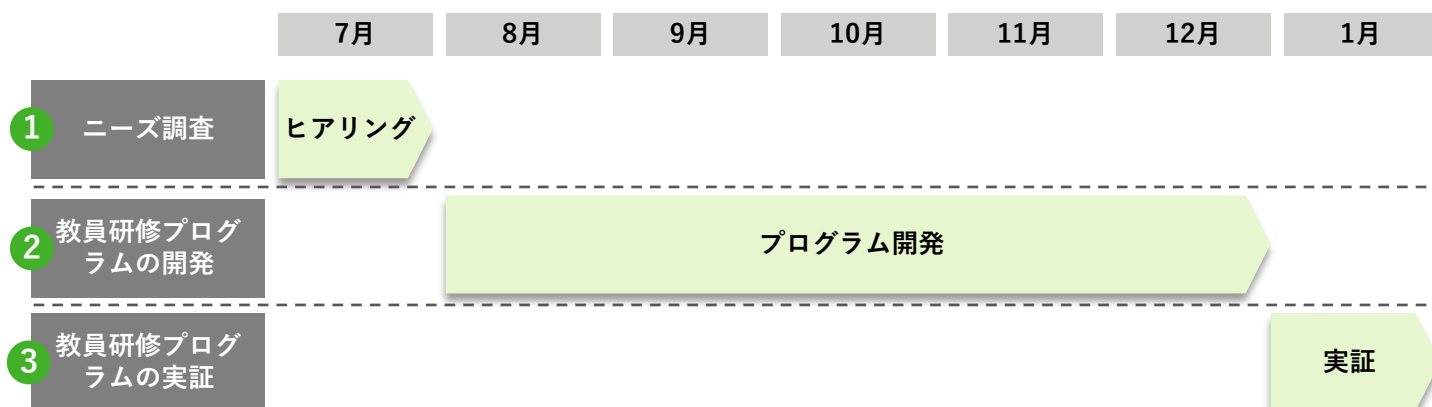 7月
8月
9月
10月
11月
12月
1月
1
ニーズ調査
ヒアリング
2
教員研修プログ
ラムの開発
プログラム開発
3
教員研修プログ
ラムの実証
実証